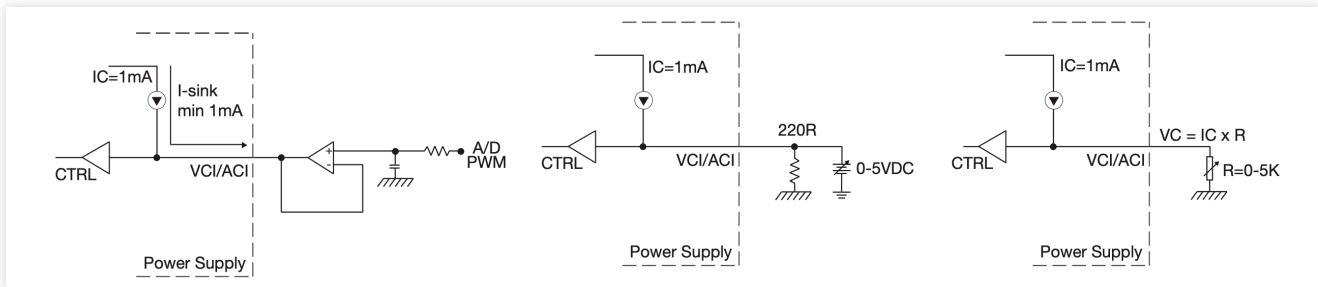 IC=1mA
I-sink
min 1mA
CTRL
VCI/ACI
+
-
A/D
PWM
Power Supply
IC=1mA
220R
CTRL
VCI/ACI
0-5VDC
Power Supply
IC=1mA
VC = IC x R
CTRL
VCI/ACI
R=0-5K
Power Supply